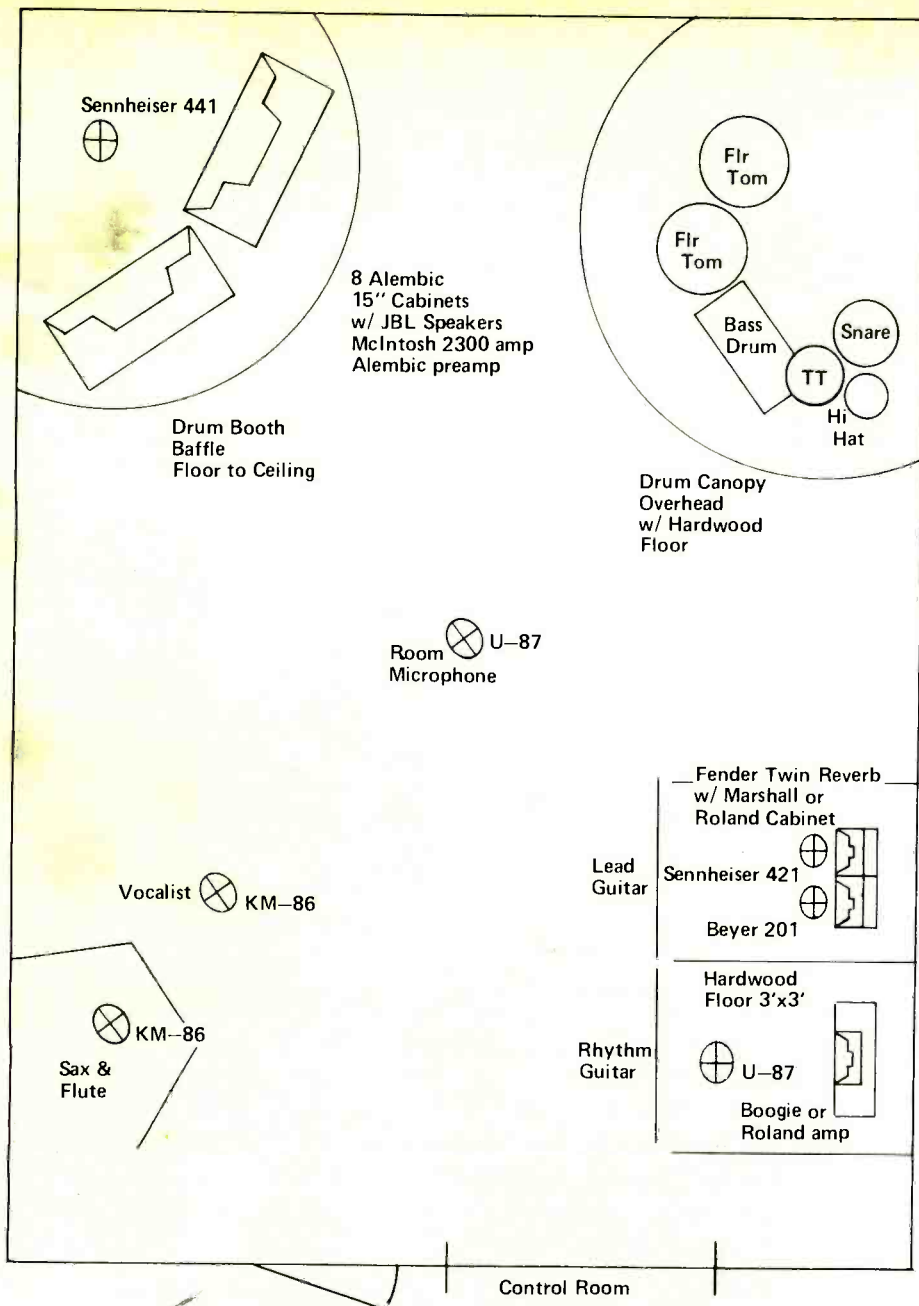 Sennheiser 441
8 Alembic
15" Cabinets
w/ JBL Speakers
McIntosh 2300 amp
Alembic preamp
Drum Booth
Baffle
Floor to Ceiling
Flr
Tom
Flr
Tom
Bass
Drum
Snare
TT
Hi
Hat
Drum Canopy
Overhead
w/ Hardwood
Floor
U–87
Room
Microphone
Fender Twin Reverb
w/ Marshall or
Roland Cabinet
Lead
Guitar
Sennheiser 421
Beyer 201
Vocalist
KM–86
KM–86
Sax &
Flute
Hardwood
Floor 3'x3'
Rhythm
Guitar
U–87
Boogie or
Roland amp
Control Room